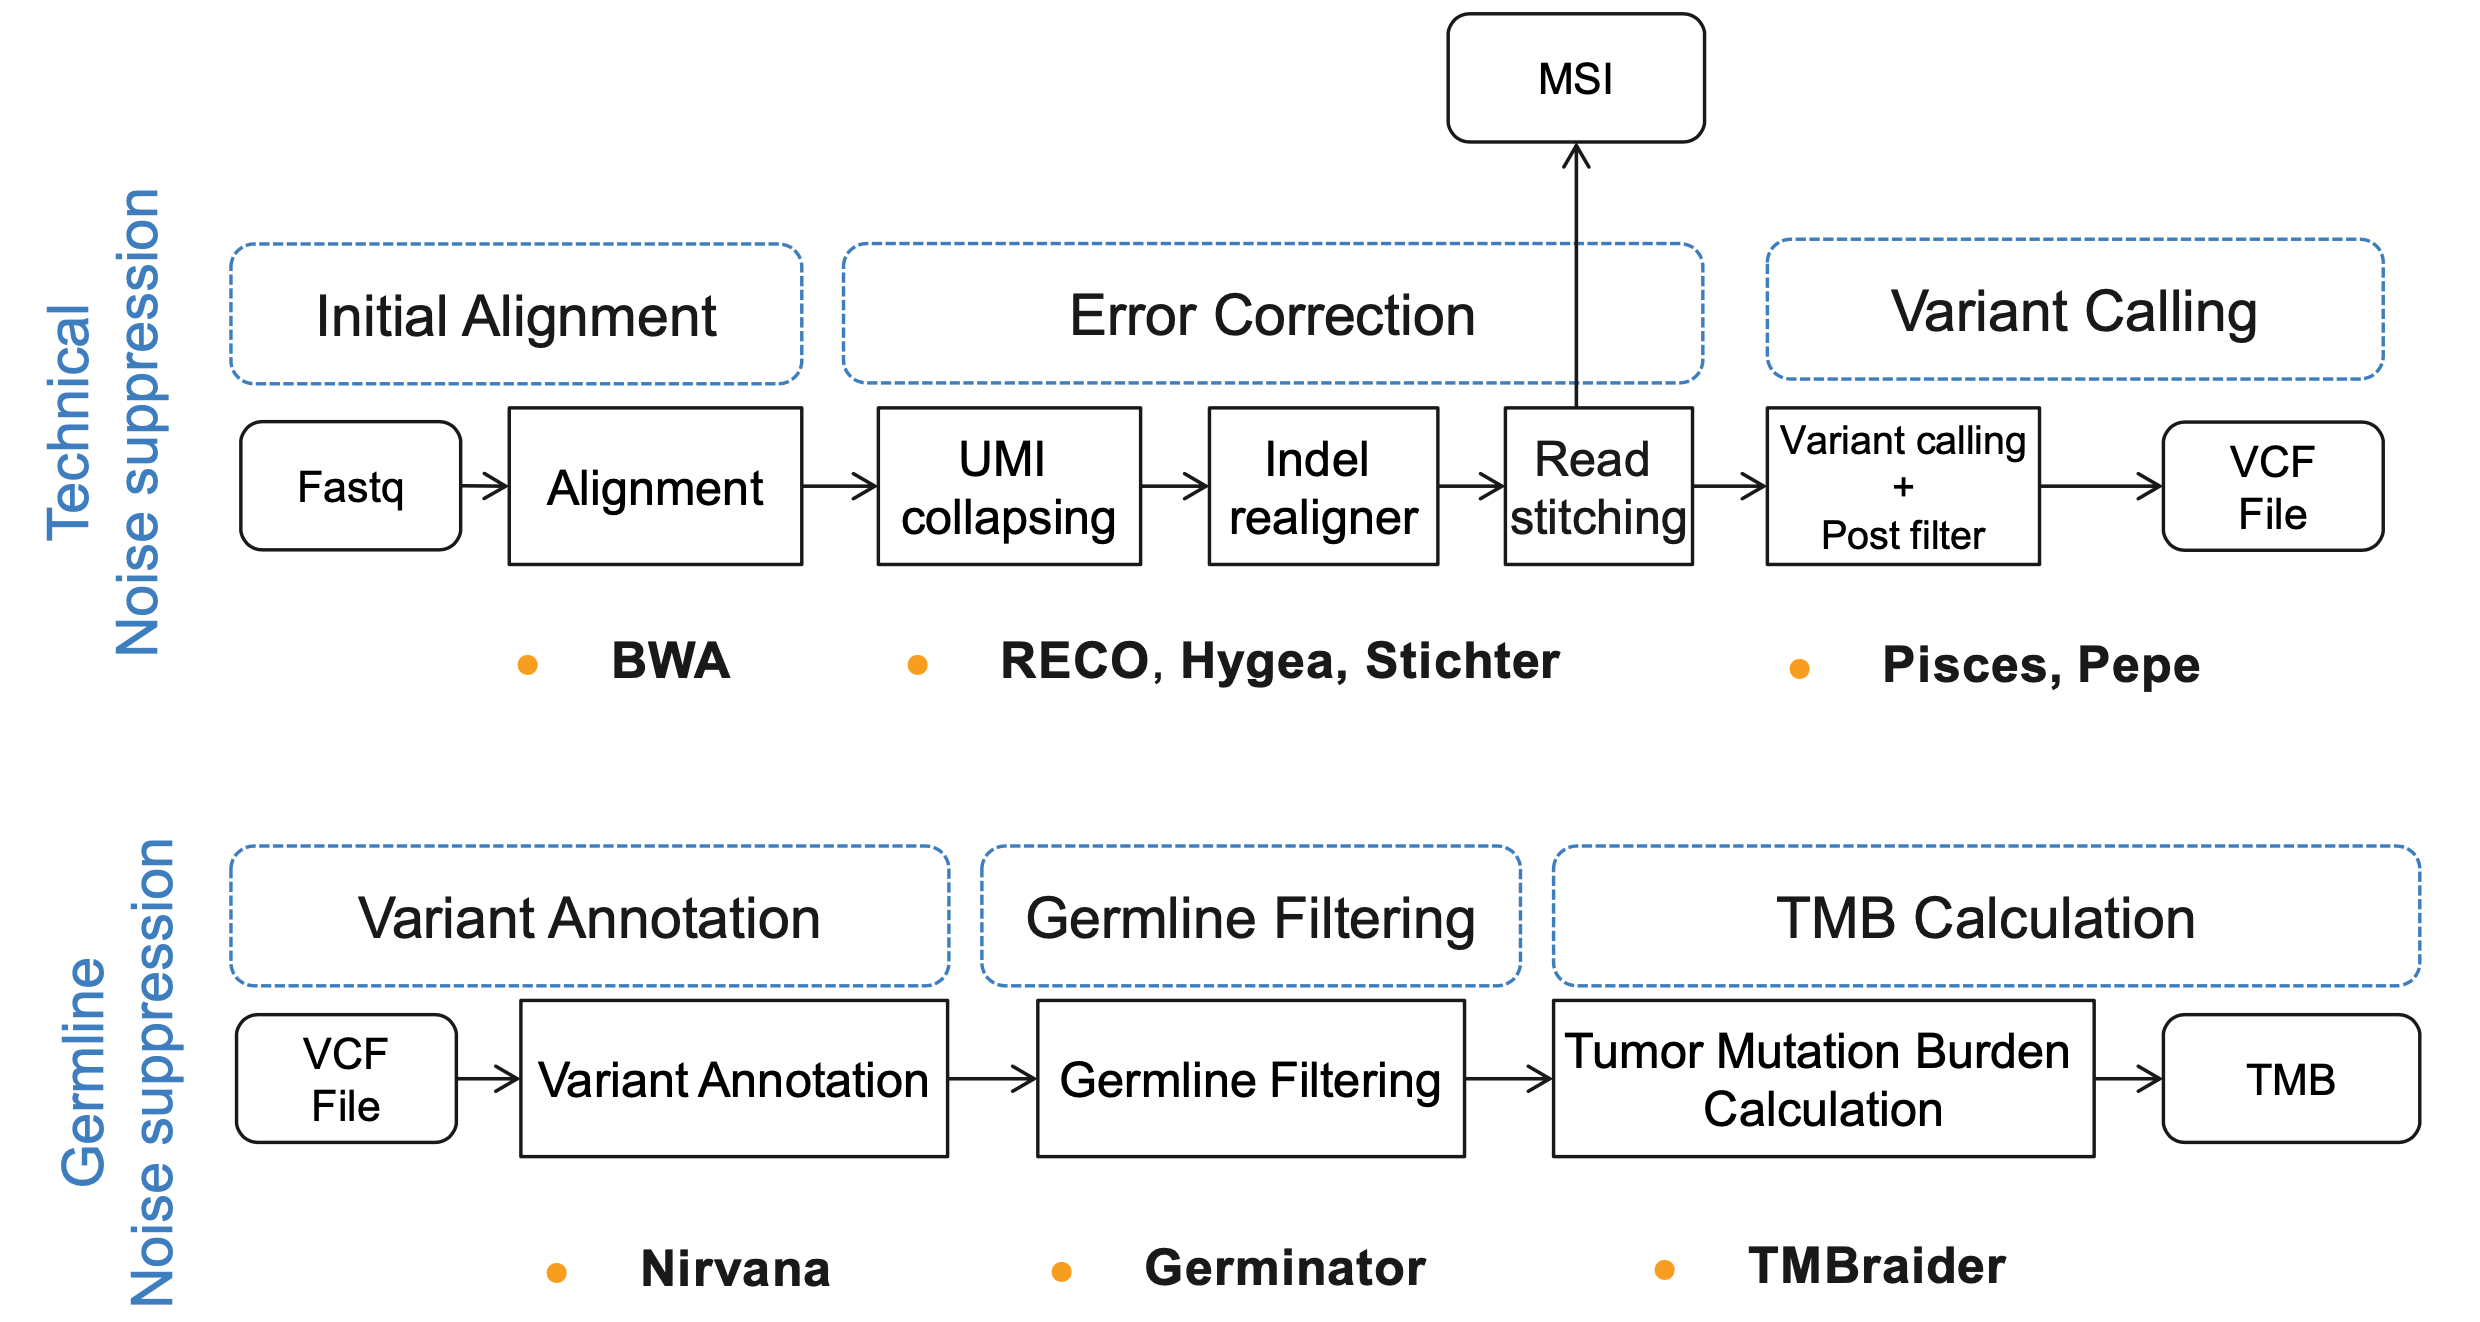 MSI
Technical
Noise suppression
Initial Alignment
Error Correction
Variant Calling
Fastq
Alignment
UMI
collapsing
Indel
realigner
Read
stitching
Variant calling
+
Post filter
VCF
File
• BWA
• RECO, Hygea, Stichter
• Pisces, Pepe
Germline
Noise suppression
Variant Annotation
Germline Filtering
TMB Calculation
VCF
File
Variant Annotation
Germline Filtering
Tumor Mutation Burden
Calculation
TMB
• Nirvana
• Germinator
• TMBraider